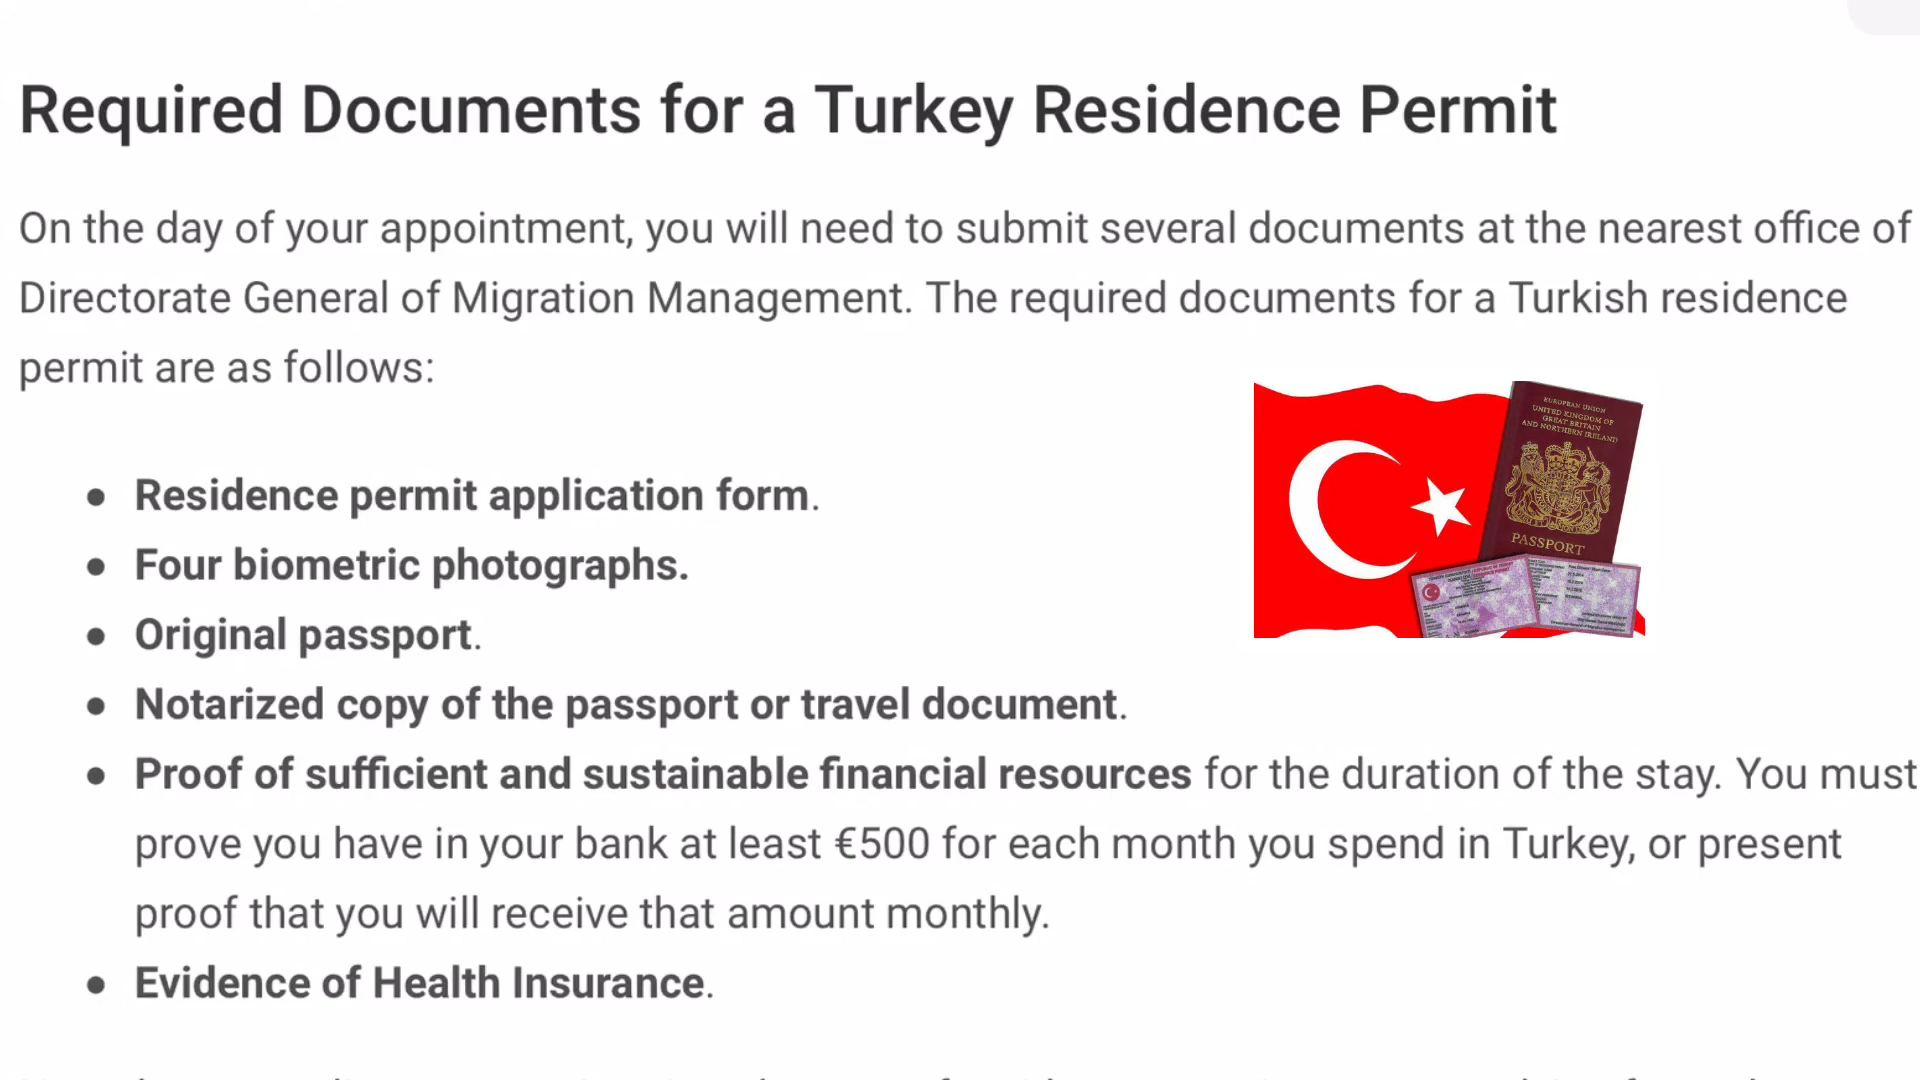 Required Documents for a Turkey Residence Permit
On the day of your appointment, you will need to submit several documents at the nearest office of
Directorate General of Migration Management. The required documents for a Turkish residence
permit are as follows:
EUROPEAN UNION
UNITED KINGDOM OF
GREAT BRITAIN
AND NORTHERN IRELAND
PASSPORT
● Residence permit application form.
● Four biometric photographs.
● Original passport.
● Notarized copy of the passport or travel document.
● Proof of sufficient and sustainable financial resources for the duration of the stay. You must
prove you have in your bank at least €500 for each month you spend in Turkey, or present
proof that you will receive that amount monthly.
● Evidence of Health Insurance.